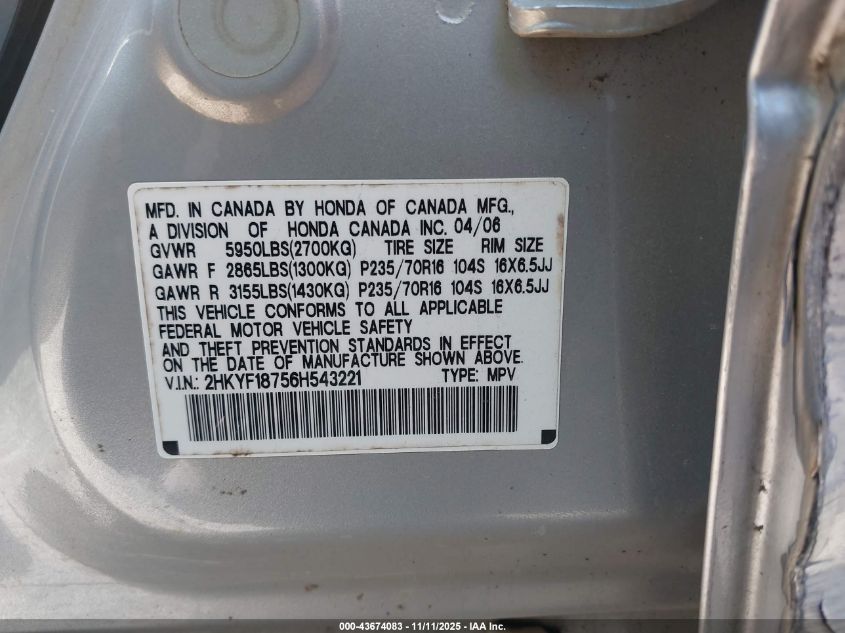 MFD. IN CANADA BY HONDA OF CANADA MFG.,
A DIVISION OF HONDA CANADA INC. 04/06
GVWR 5950LBS(2700KG) TIRE SIZE RIM SIZE
GAWR F 2865LBS(1300KG) P235/70R16 104S 16X6.5JJ
GAWR R 3155LBS(1430KG) P235/70R16 104S 16X6.5JJ
THIS VEHICLE CONFORMS TO ALL APPLICABLE
FEDERAL MOTOR VEHICLE SAFETY
AND THEFT PREVENTION STANDARDS IN EFFECT
ON THE DATE OF MANUFACTURE SHOWN ABOVE.
V.I.N.: 2HKYF18756H543221 TYPE: MPV
000-43674083 - 11/11/2025 - IAA Inc.